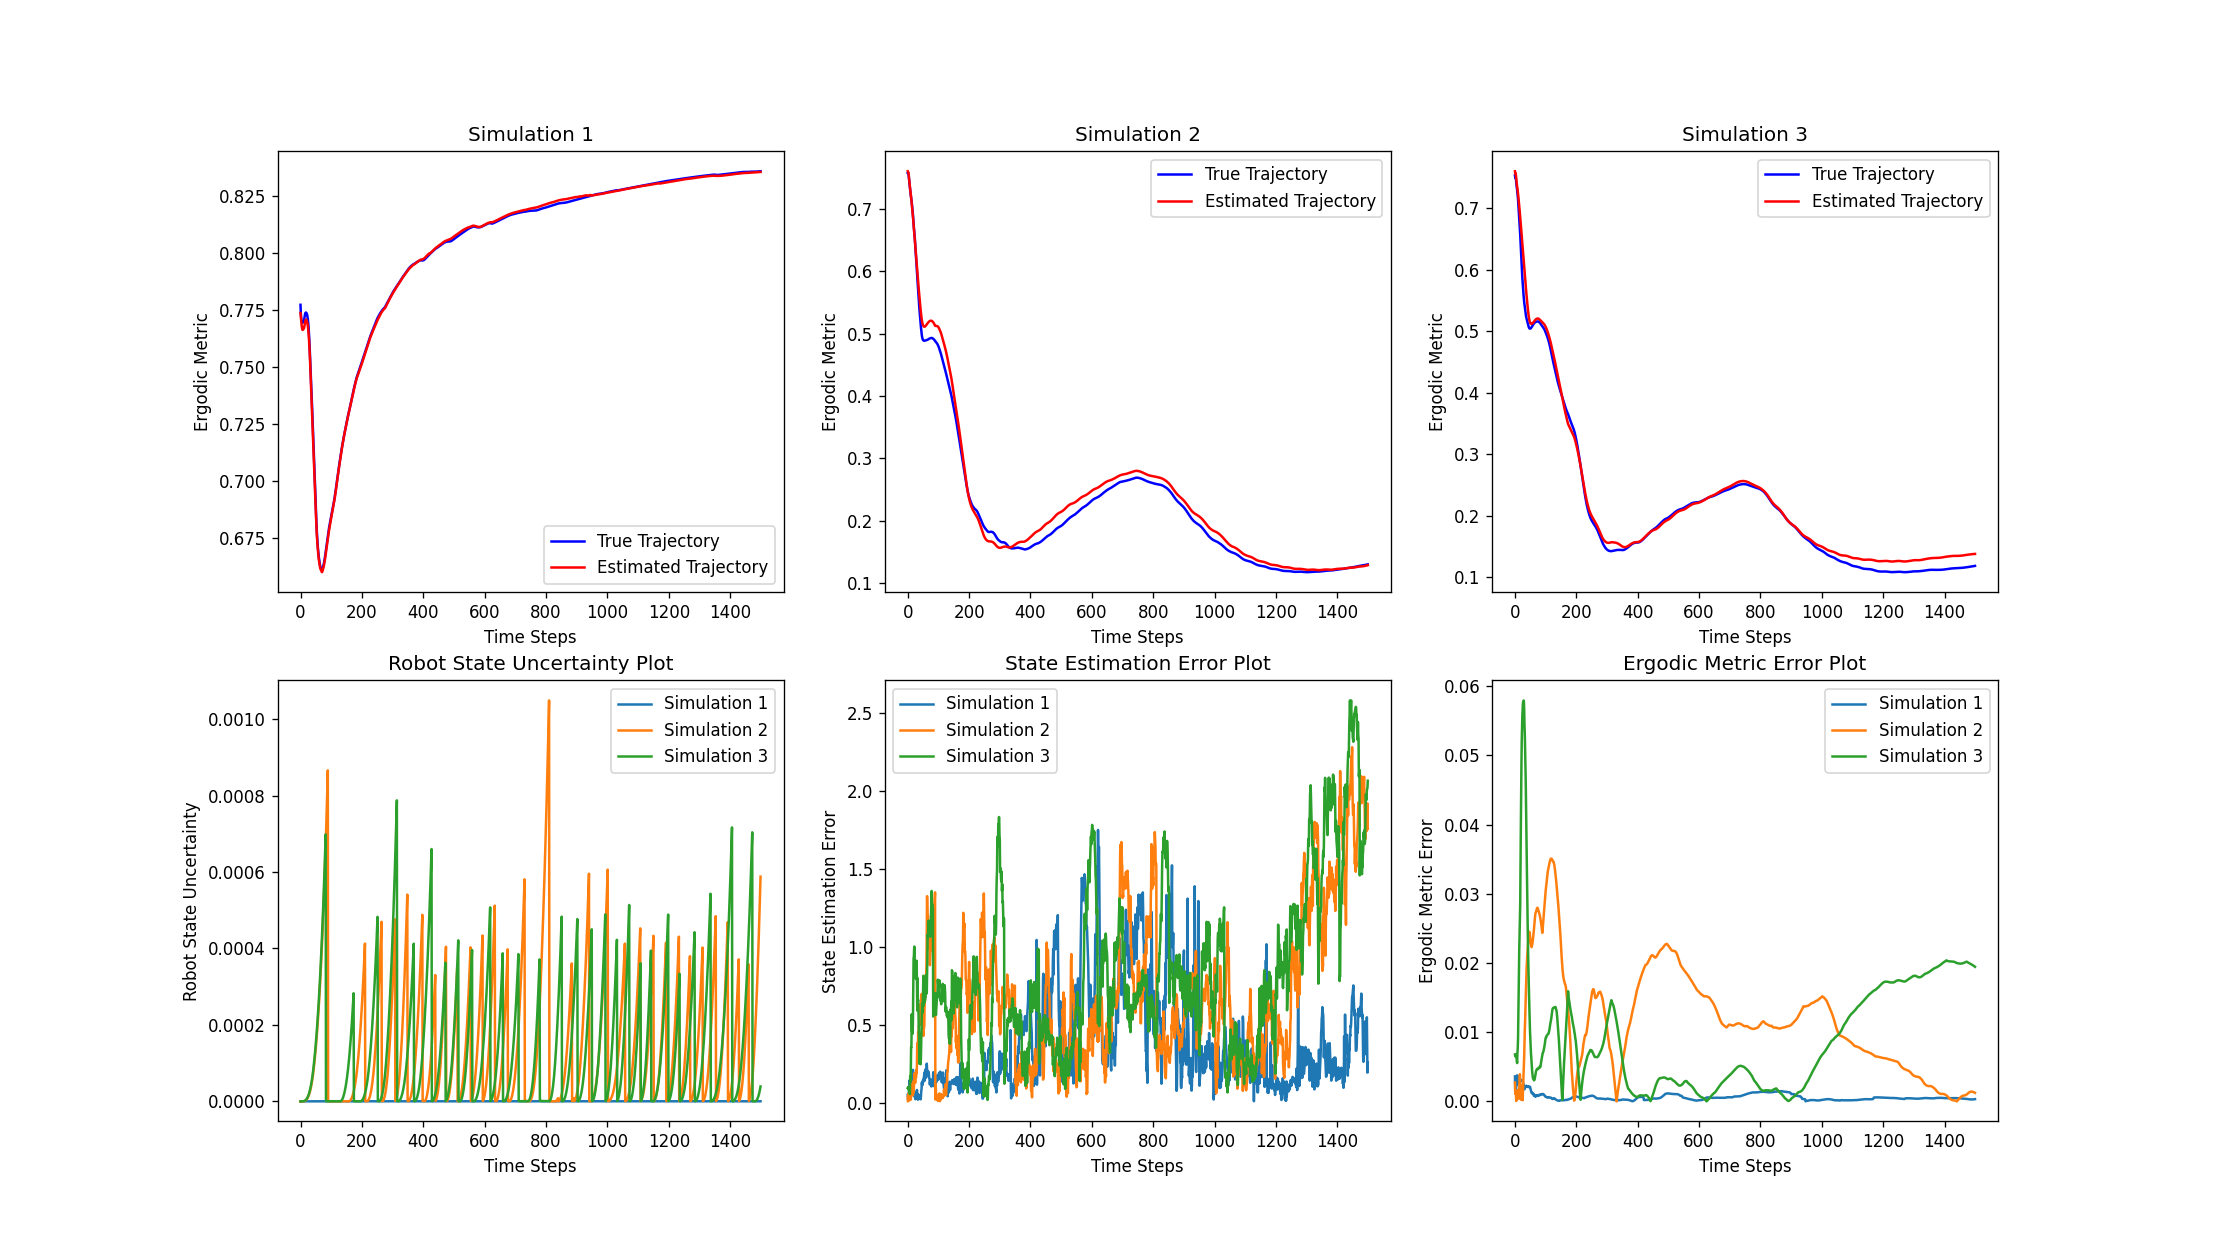 Simulation 1
Ergodic Metric
0.825
0.800
0.775
0.750
0.725
0.700
0.675
True Trajectory
Estimated Trajectory
0 200 400 600 800 1000 1200 1400
Time Steps
Simulation 2
Ergodic Metric
0.7
0.6
0.5
0.4
0.3
0.2
0.1
True Trajectory
Estimated Trajectory
0 200 400 600 800 1000 1200 1400
Time Steps
Simulation 3
Ergodic Metric
0.7
0.6
0.5
0.4
0.3
0.2
0.1
True Trajectory
Estimated Trajectory
0 200 400 600 800 1000 1200 1400
Time Steps
Robot State Uncertainty Plot
Robot State Uncertainty
0.0010
0.0008
0.0006
0.0004
0.0002
0.0000
Simulation 1
Simulation 2
Simulation 3
0 200 400 600 800 1000 1200 1400
Time Steps
State Estimation Error Plot
State Estimation Error
2.5
2.0
1.5
1.0
0.5
0.0
Simulation 1
Simulation 2
Simulation 3
0 200 400 600 800 1000 1200 1400
Time Steps
Ergodic Metric Error Plot
Ergodic Metric Error
0.06
0.05
0.04
0.03
0.02
0.01
0.00
Simulation 1
Simulation 2
Simulation 3
0 200 400 600 800 1000 1200 1400
Time Steps